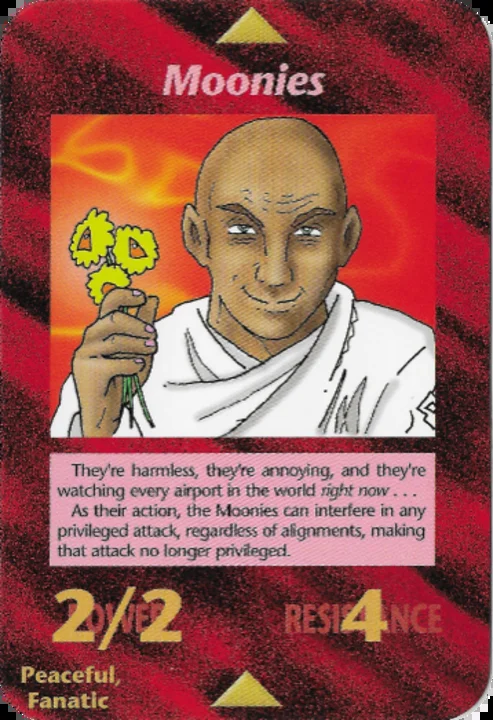 Moonies
They're harmless, they're annoying, and they're
watching every airport in the world right now . . .
As their action, the Moonies can interfere in any
privileged attack, regardless of alignments, making
that attack no longer privileged.
2/2 POWER
RESISTANCE 4
Peaceful,
Fanatic